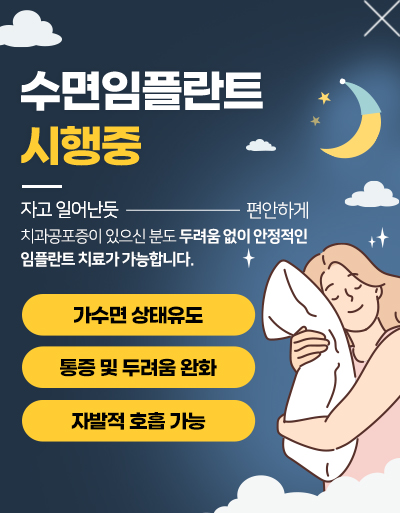 수면임플란트
시행중
자고 일어난듯 편안하게
치과공포증이 있으신 분도 두려움 없이 안정적인
임플란트 치료가 가능합니다.
가수면 상태유도
통증 및 두려움 완화
자발적 호흡 가능